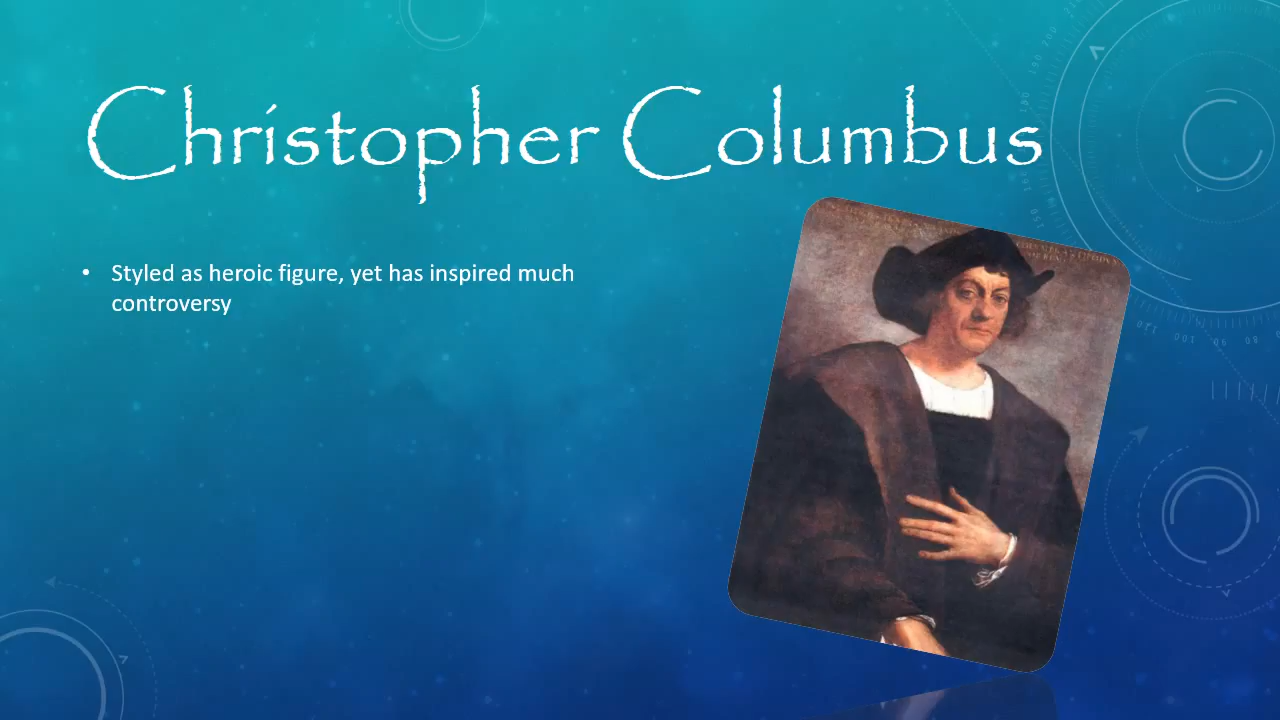 Christopher Columbus
• Styled as heroic figure, yet has inspired much
controversy